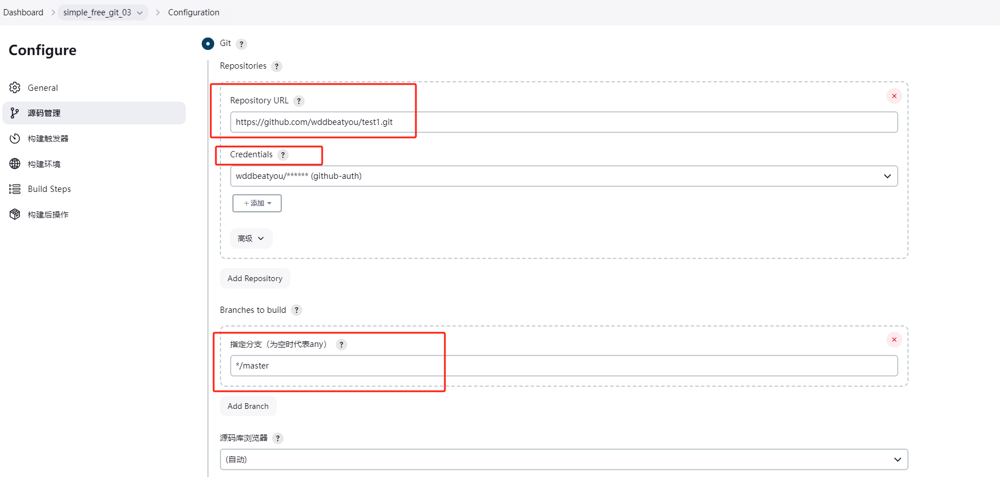 Dashboard > simple_free_git_03 > Configuration
Configure
General
源码管理
构建触发器
构建环境
Build Steps
构建后操作
Git ?
Repositories ?
Repository URL ?
https://github.com/wddbeatyou/test1.git
Credentials ?
wddbeatyou/****** (github-auth)
+添加
高级
Add Repository
Branches to build ?
指定分支（为空时代表any） ?
*/master
Add Branch
源码库浏览器 ?
(自动)